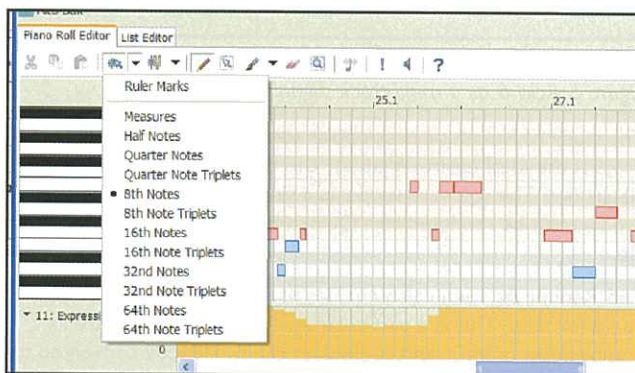 Piano Roll Editor List Editor
?
Ruler Marks
25.1 27.1
Measures
Half Notes
Quarter Notes
Quarter Note Triplets
8th Notes
8th Note Triplets
16th Notes
16th Note Triplets
32nd Notes
32nd Note Triplets
64th Notes
64th Note Triplets
11: Express
0